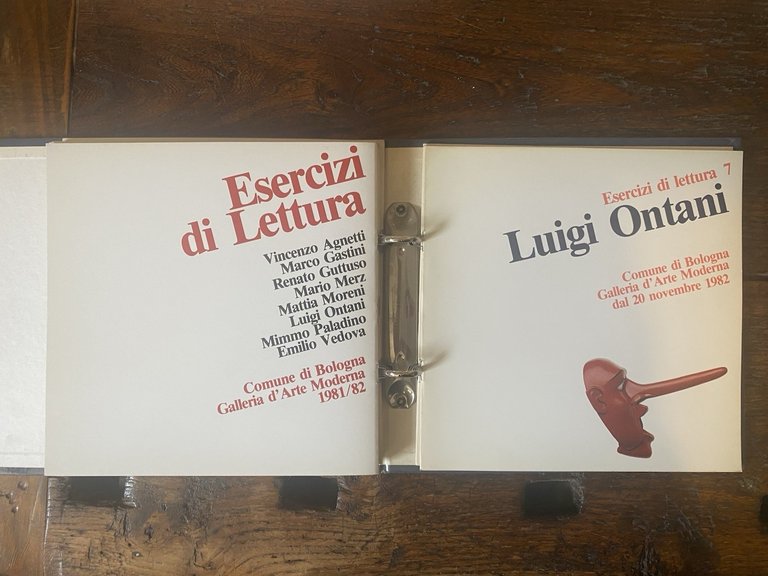 Esercizi
di Lettura
Vincenzo Agnetti
Marco Gastini
Renato Guttuso
Mario Merz
Mattia Moreni
Luigi Ontani
Mimmo Paladino
Emilio Vedova
Comune di Bologna
Galleria d'Arte Moderna
1981/82
Esercizi di lettura 7
Luigi Ontani
Comune di Bologna
Galleria d'Arte Moderna
dal 20 novembre 1982